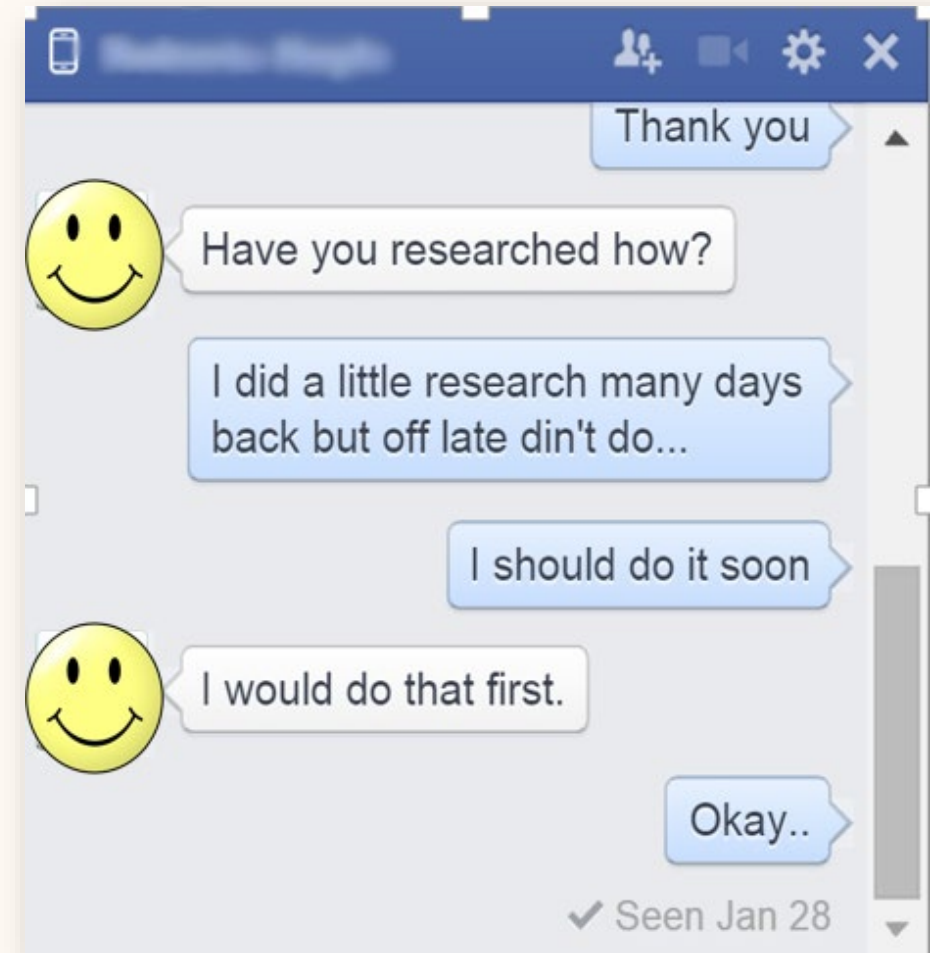 Thank you
Have you researched how?
I did a little research many days
back but off late din't do...
I should do it soon
I would do that first.
Okay..
Seen Jan 28